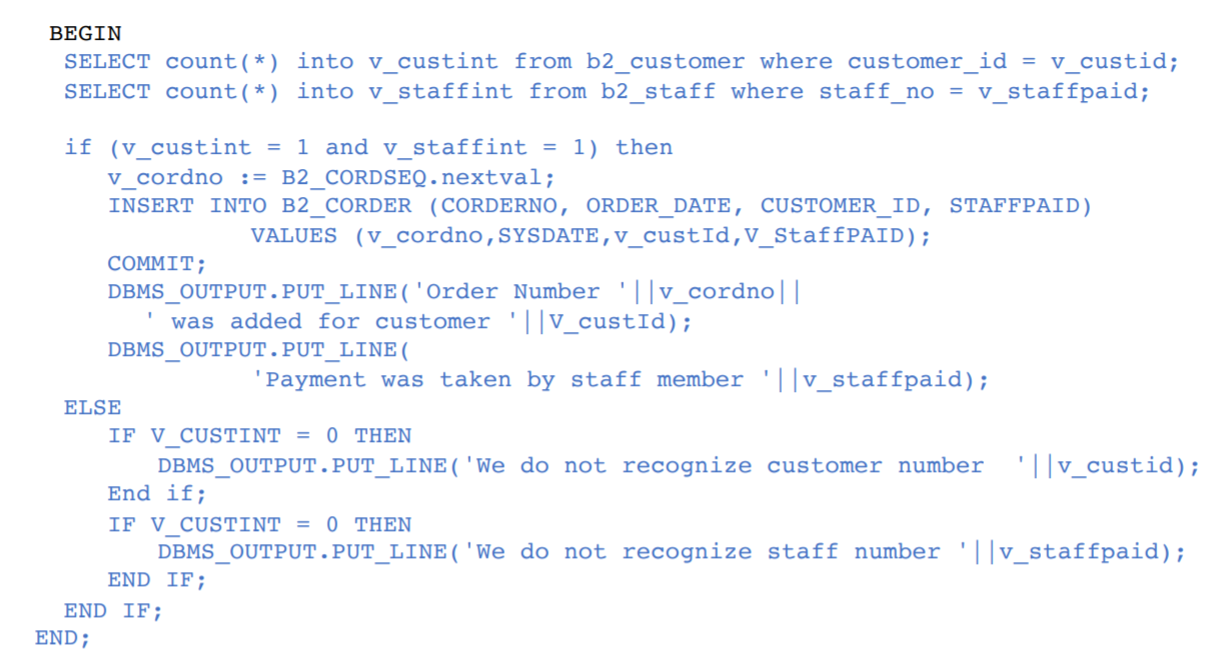 BEGIN
SELECT count(*) into v_custint from b2_customer where customer_id = v_custid;
SELECT count(*) into v_staffint from b2_staff where staff_no = v_staffpaid;
if (v_custint = 1 and v_staffint = 1) then
v_cordno := B2_CORDSEQ.nextval;
INSERT INTO B2_CORDER (CORDERNO, ORDER_DATE, CUSTOMER_ID, STAFFPAID)
VALUES (v_cordno,SYSDATE,v_custId,V_StaffPAID);
COMMIT;
DBMS_OUTPUT.PUT_LINE('Order Number '||v_cordno||
' was added for customer '||V_custId);
DBMS_OUTPUT.PUT_LINE(
'Payment was taken by staff member '||v_staffpaid);
ELSE
IF V_CUSTINT = 0 THEN
DBMS_OUTPUT.PUT_LINE('We do not recognize customer number  '||v_custid);
End if;
IF V_CUSTINT = 0 THEN
DBMS_OUTPUT.PUT_LINE('We do not recognize staff number '||v_staffpaid);
END IF;
END IF;
END;